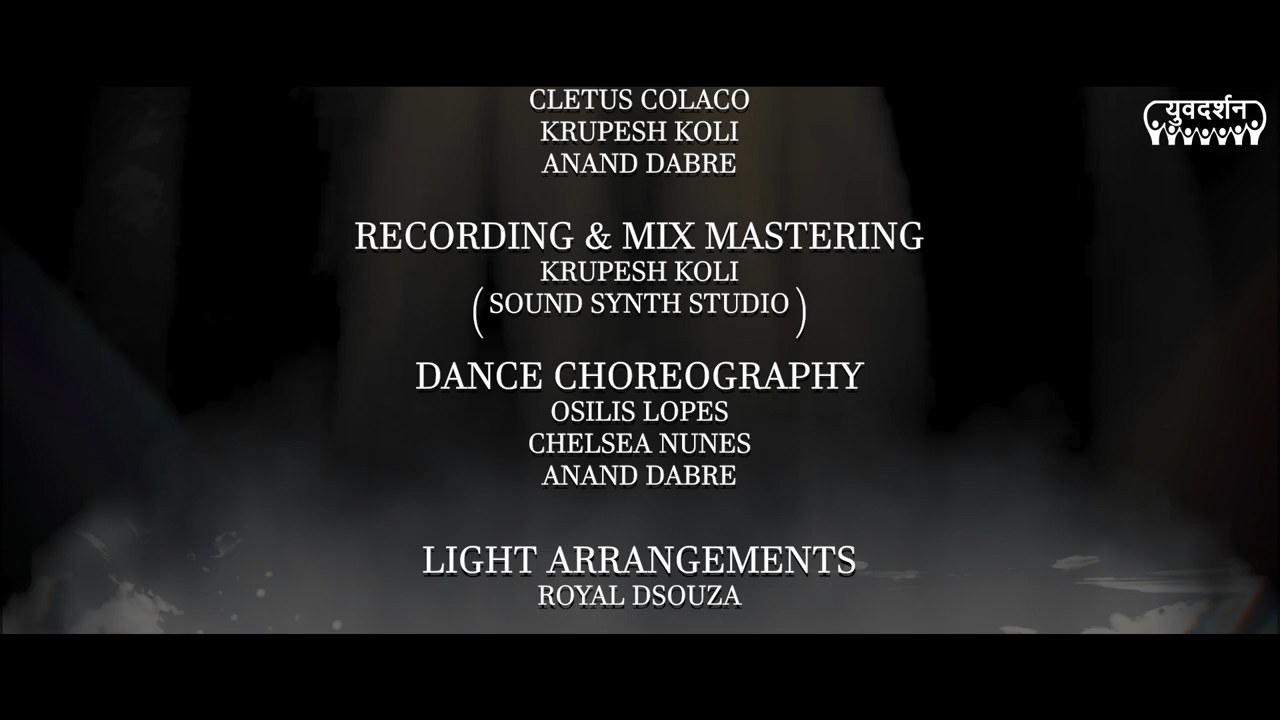 CLETUS COLACO
युवदर्शन
KRUPESH KOLI
ANAND DABRE
RECORDING & MIX MASTERING
KRUPESH KOLI
(SOUND SYNTH STUDIO)
DANCE CHOREOGRAPHY
OSILIS LOPES
CHELSEA NUNES
ANAND DABRE
LIGHT ARRANGEMENTS
ROYAL DSOUZA